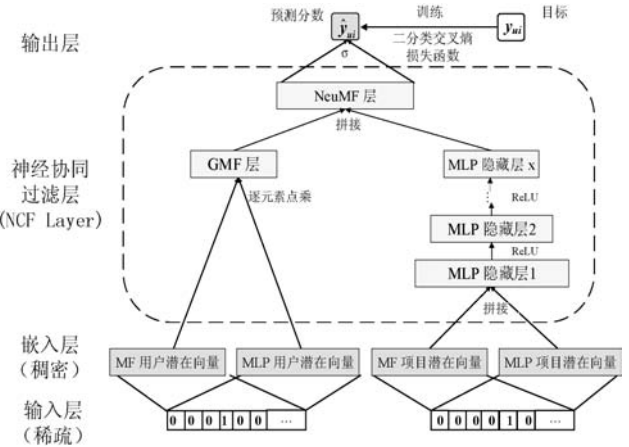 预测分数
ŷui
训练
yui
目标
输出层
σ
二分类交叉熵
损失函数
NeuMF 层
拼接
神经协同
过滤层
(NCF Layer)
GMF 层
MLP 隐藏层 x
逐元素点乘
⋮
ReLU
MLP 隐藏层2
ReLU
MLP 隐藏层1
拼接
嵌入层
(稠密)
MF 用户潜在向量
MLP 用户潜在向量
MF 项目潜在向量
MLP 项目潜在向量
输入层
(稀疏)
0 0 0 1 0 0 ...
0 0 0 0 1 0 ...